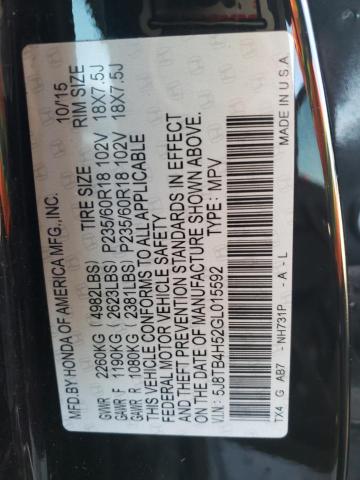 MFD.BY HONDA OF AMERICA MFG.,INC. 10/15
TIRE SIZE RIM SIZE
GVWR 2260KG (4982LBS)
GAWR F 1190KG (2623LBS) P235/60R18 102V 18X7.5J
GAWR R 1080KG (2381LBS) P235/60R18 102V 18X7.5J
THIS VEHICLE CONFORMS TO ALL APPLICABLE
FEDERAL MOTOR VEHICLE SAFETY STANDARDS IN EFFECT
AND THEFT PREVENTION STANDARDS IN EFFECT
ON THE DATE OF MANUFACTURE SHOWN ABOVE.
V.I.N: 5J8TB4H52GL015592 TYPE: MPV
TX4 G AB7 - NH731P - A - L MADE IN U.S.A